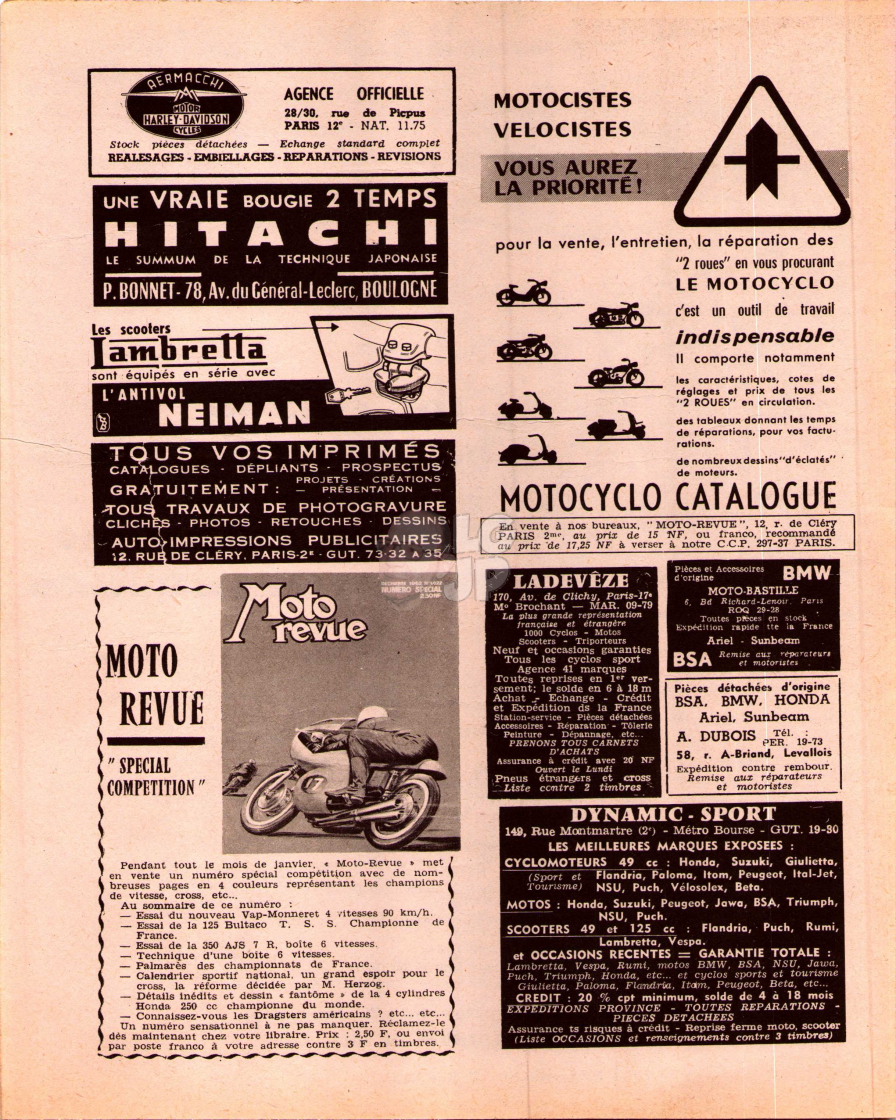 AERMACCHI
MOTOR
HARLEY-DAVIDSON
CYCLES
AGENCE OFFICIELLE
28/30, rue de Picpus
PARIS 12e - NAT. 11.75
Stock pièces détachées — Echange standard complet
REALESAGES - EMBIELLAGES - REPARATIONS - REVISIONS
UNE VRAIE BOUGIE 2 TEMPS
HITACHI
LE SUMMUM DE LA TECHNIQUE JAPONAISE
P. BONNET - 78, Av. du Général-Leclerc, BOULOGNE
Les scooters
Lambretta
sont équipés en série avec
L'ANTIVOL
NEIMAN
TOUS VOS IMPRIMÉS
CATALOGUES - DÉPLIANTS - PROSPECTUS
PROJETS - CRÉATIONS
GRATUITEMENT : — PRÉSENTATION —
TOUS TRAVAUX DE PHOTOGRAVURE
CLICHÉS - PHOTOS - RETOUCHES - DESSINS
AUTO-IMPRESSIONS PUBLICITAIRES
12, RUE DE CLÉRY, PARIS-2e - GUT. 73-32 A 35
MOTO
REVUE
" SPECIAL
COMPETITION "
DECEMBRE 1962 N° 1622
NUMERO SPECIAL
2,50 NF
Moto
revue
17
Pendant tout le mois de janvier, « Moto-Revue » met
en vente un numéro spécial compétition avec de nom-
breuses pages en 4 couleurs représentant les champions
de vitesse, cross, etc...
Au sommaire de ce numéro :
— Essai du nouveau Vap-Monneret 4 vitesses 90 km/h.
— Essai de la 125 Bultaco T. S. S. Championne de
France.
— Essai de la 350 AJS 7 R, boîte 6 vitesses.
— Technique d'une boîte 6 vitesses.
— Palmarès des championnats de France.
— Calendrier sportif national, un grand espoir pour le
cross, la réforme décidée par M. Herzog.
— Détails inédits et dessin « fantôme » de la 4 cylindres
Honda 250 cc championne du monde.
— Connaissez-vous les Dragsters américains ? etc... etc...
Un numéro sensationnel à ne pas manquer. Réclamez-le
dès maintenant chez votre libraire. Prix : 2,50 F, ou envoi
par poste franco à votre adresse contre 3 F en timbres.
MOTOCISTES
VELOCISTES
VOUS AUREZ
LA PRIORITÉ !
pour la vente, l'entretien, la réparation des
"2 roues" en vous procurant
LE MOTOCYCLO
c'est un outil de travail
indispensable
Il comporte notamment
les caractéristiques, cotes de
réglages et prix de tous les
"2 ROUES" en circulation.
des tableaux donnant les temps
de réparations, pour vos factu-
rations.
de nombreux dessins "d'éclatés"
de moteurs.
MOTOCYCLO CATALOGUE
En vente à nos bureaux, " MOTO-REVUE ", 12, r. de Cléry
PARIS 2me, au prix de 15 NF, ou franco, recommandé
au prix de 17,25 NF à verser à notre C.C.P. 297-37 PARIS.
LADEVÈZE
170, Av. de Clichy, Paris-17e
Mo Brochant — MAR. 09-79
La plus grande représentation
française et étrangère
1000 Cyclos - Motos
Scooters - Triporteurs
Neuf et occasions garanties
Tous les cyclos sport
Agence 41 marques
Toutes reprises en 1er ver-
sement; le solde en 6 à 18 m
Achat - Echange - Crédit
et Expédition ds la France
Station-service - Pièces détachées
Accessoires - Réparation - Tôlerie
Peinture - Dépannage, etc...
PRENONS TOUS CARNETS
D'ACHATS
Assurance à crédit avec 20 NF
Ouvert le Lundi
Pneus étrangers et cross
Liste contre 2 timbres
Pièces et Accessoires
d'origine BMW
MOTO-BASTILLE
6, Bd Richard-Lenoir, Paris
ROQ 29-28
Toutes pièces en stock
Expédition rapide tte la France
Ariel - Sunbeam
BSA Remise aux réparateurs
et motoristes
Pièces détachées d'origine
BSA, BMW, HONDA
Ariel, Sunbeam
A. DUBOIS Tél. :
PER. 19-73
58, r. A-Briand, Levallois
Expédition contre rembour.
Remise aux réparateurs
et motoristes
DYNAMIC - SPORT
149, Rue Montmartre (2e) - Métro Bourse - GUT. 19-30
LES MEILLEURES MARQUES EXPOSEES :
CYCLOMOTEURS 49 cc : Honda, Suzuki, Giulietta,
(Sport et Flandria, Paloma, Itom, Peugeot, Ital-Jet,
Tourisme) NSU, Puch, Vélosolex, Beta.
MOTOS : Honda, Suzuki, Peugeot, Jawa, BSA, Triumph,
NSU, Puch.
SCOOTERS 49 et 125 cc : Flandria, Puch, Rumi,
Lambretta, Vespa.
et OCCASIONS RECENTES = GARANTIE TOTALE :
Lambretta, Vespa, Rumi, motos BMW, BSA, NSU, Jawa,
Puch, Triumph, Honda, etc... et cyclos sports et tourisme
Giulietta, Paloma, Flandria, Itom, Peugeot, Beta, etc...
CREDIT : 20 % cpt minimum, solde de 4 à 18 mois
EXPEDITIONS PROVINCE - TOUTES REPARATIONS -
PIECES DETACHEES
Assurance ts risques à crédit - Reprise ferme moto, scooter
(Liste OCCASIONS et renseignements contre 3 timbres)